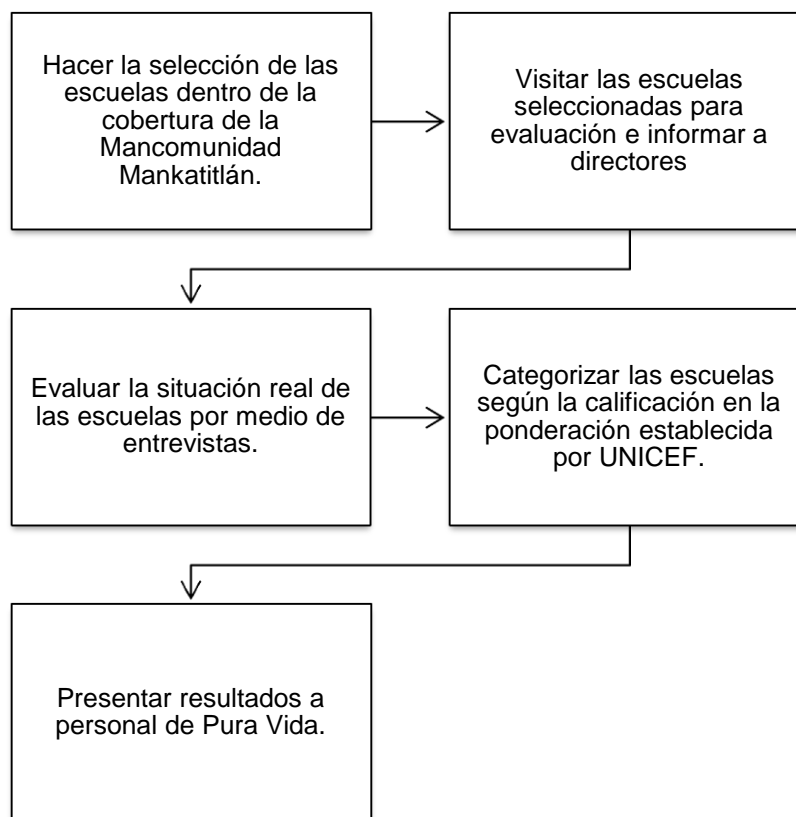 Hacer la selección de las
escuelas dentro de la
cobertura de la
Mancomunidad
Mankatitlán.
Visitar las escuelas
seleccionadas para
evaluación e informar a
directores
Evaluar la situación real de
las escuelas por medio de
entrevistas.
Categorizar las escuelas
según la calificación en la
ponderación establecida
por UNICEF.
Presentar resultados a
personal de Pura Vida.